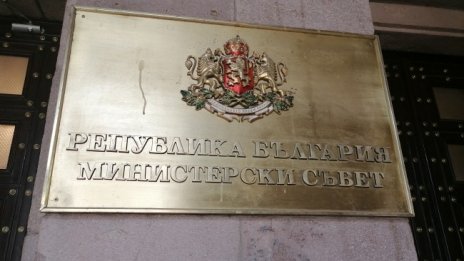 РЕПУБЛИКА БЪЛГАРИЯ
МИНИСТЕРСКИ СЪВЕТ